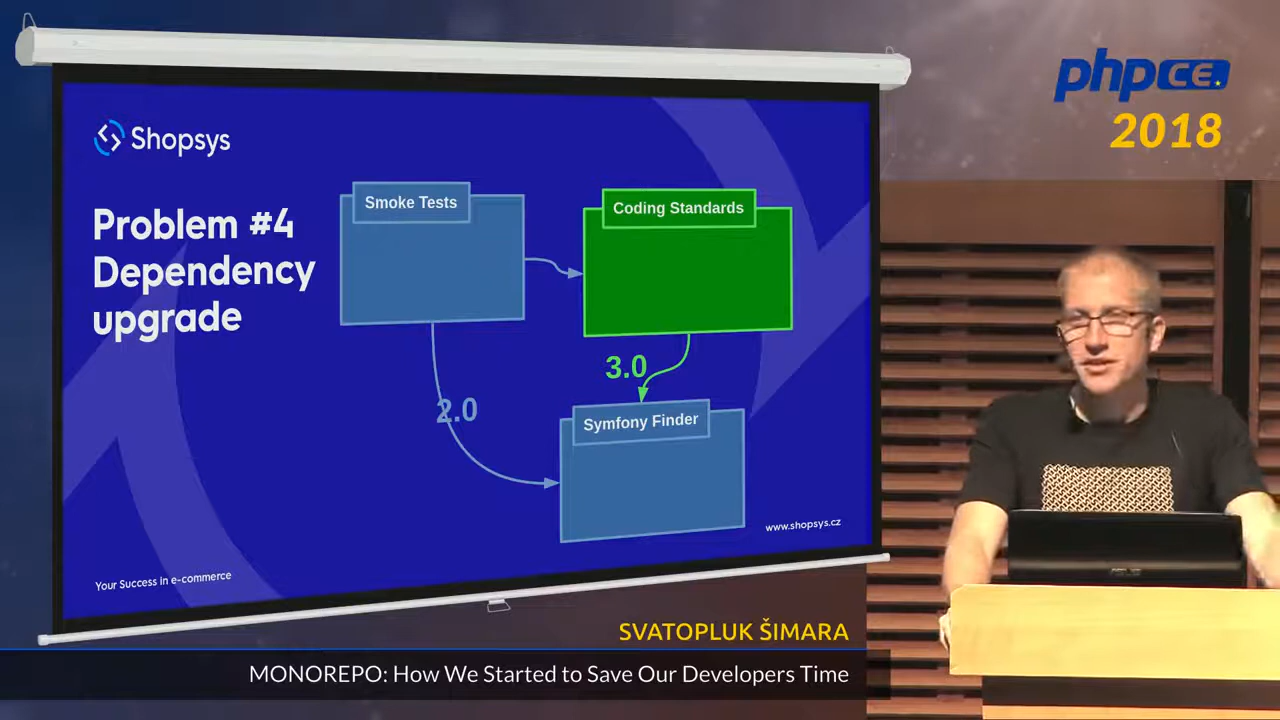 phpCE.
2018
Shopsys
Problem #4
Dependency
upgrade
Smoke Tests
Coding Standards
3.0
2.0
Symfony Finder
www.shopsys.cz
Your Success in e-commerce
ASUS
SVATOPLUK ŠIMARA
MONOREPO: How We Started to Save Our Developers Time